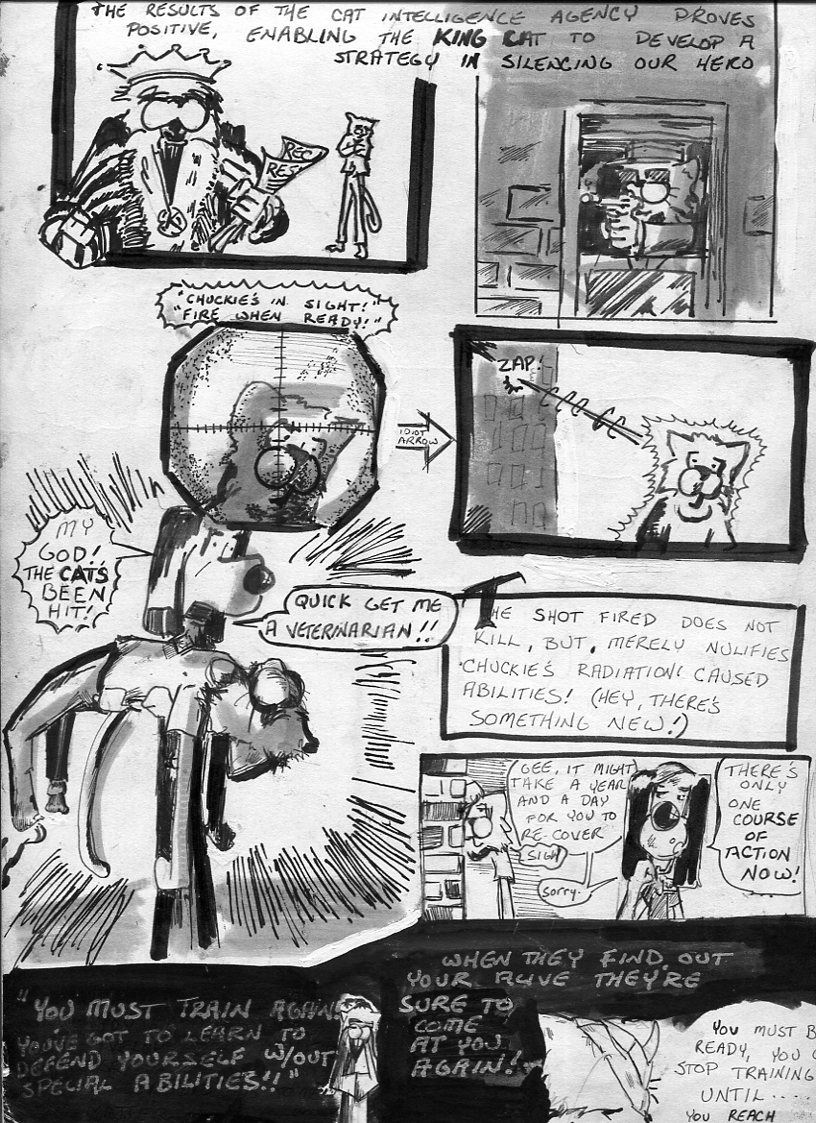 THE RESULTS OF THE CAT INTELLIGENCE AGENCY PROVES
POSITIVE, ENABLING THE KING CAT TO DEVELOP A
STRATEGY IN SILENCING OUR HERO
REC
RES
"CHUCKIE'S IN SIGHT!"
FIRE WHEN READY!"
IDIOT
ARROW
ZAP!
MY
GOD!
THE CATS
BEEN
HIT!
QUICK GET ME
A VETERINARIAN!!
THE SHOT FIRED DOES NOT
KILL, BUT, MERELY NULIFIES
CHUCKIE'S RADIATION CAUSED
ABILITIES! (HEY, THERE'S
SOMETHING NEW!)
GEE, IT MIGHT
TAKE A YEAR
AND A DAY
FOR YOU TO
RE-COVER
SIGH
SORRY.
THERE'S
ONLY
ONE
COURSE
OF
ACTION
NOW!
"YOU MUST TRAIN AGAIN
YOU'VE GOT TO LEARN TO
DEFEND YOURSELF W/OUT
SPECIAL ABILITIES!!"
WHEN THEY FIND OUT
YOUR ALIVE THEY'RE
SURE TO
COME
AT YOU
AGAIN!
YOU MUST B
READY, YOU C
STOP TRAINING
UNTIL.....
YOU REACH